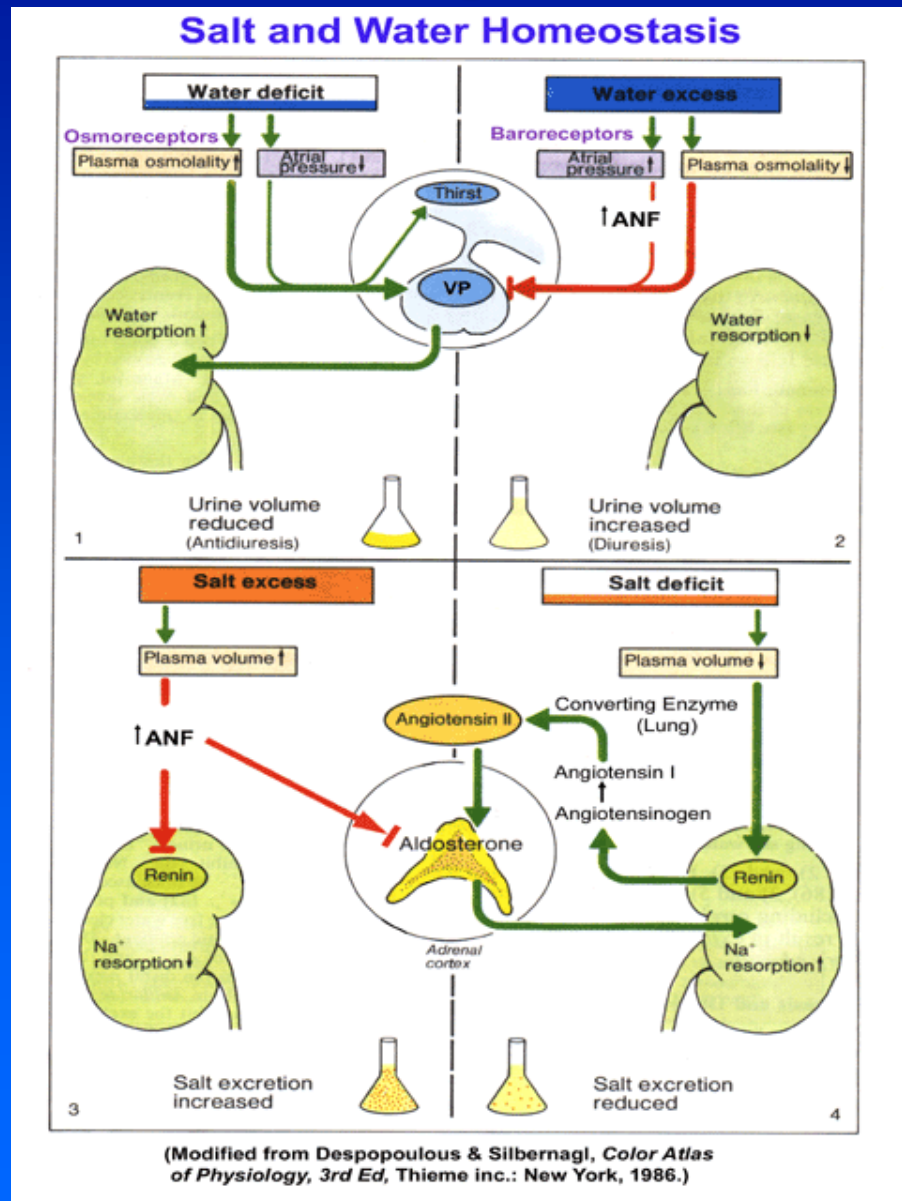 Salt and Water Homeostasis
Water deficit
Osmoreceptors
Plasma osmolality↑
Atrial
pressure↓
Water excess
Baroreceptors
Atrial
pressure↑
Plasma osmolality↓
↑ANF
Thirst
VP
Water
resorption↑
Water
resorption↓
Urine volume
reduced
(Antidiuresis)
1
Urine volume
increased
(Diuresis)
2
Salt excess
Plasma volume↑
↑ANF
Renin
Na+
resorption↓
Salt excretion
increased
3
Salt deficit
Plasma volume↓
Converting Enzyme
(Lung)
Angiotensin II
Angiotensin I
↑
Angiotensinogen
Aldosterone
Adrenal
cortex
Renin
Na+
resorption↑
Salt excretion
reduced
4
(Modified from Despopoulous & Silbernagl, Color Atlas
of Physiology, 3rd Ed, Thieme inc.: New York, 1986.)